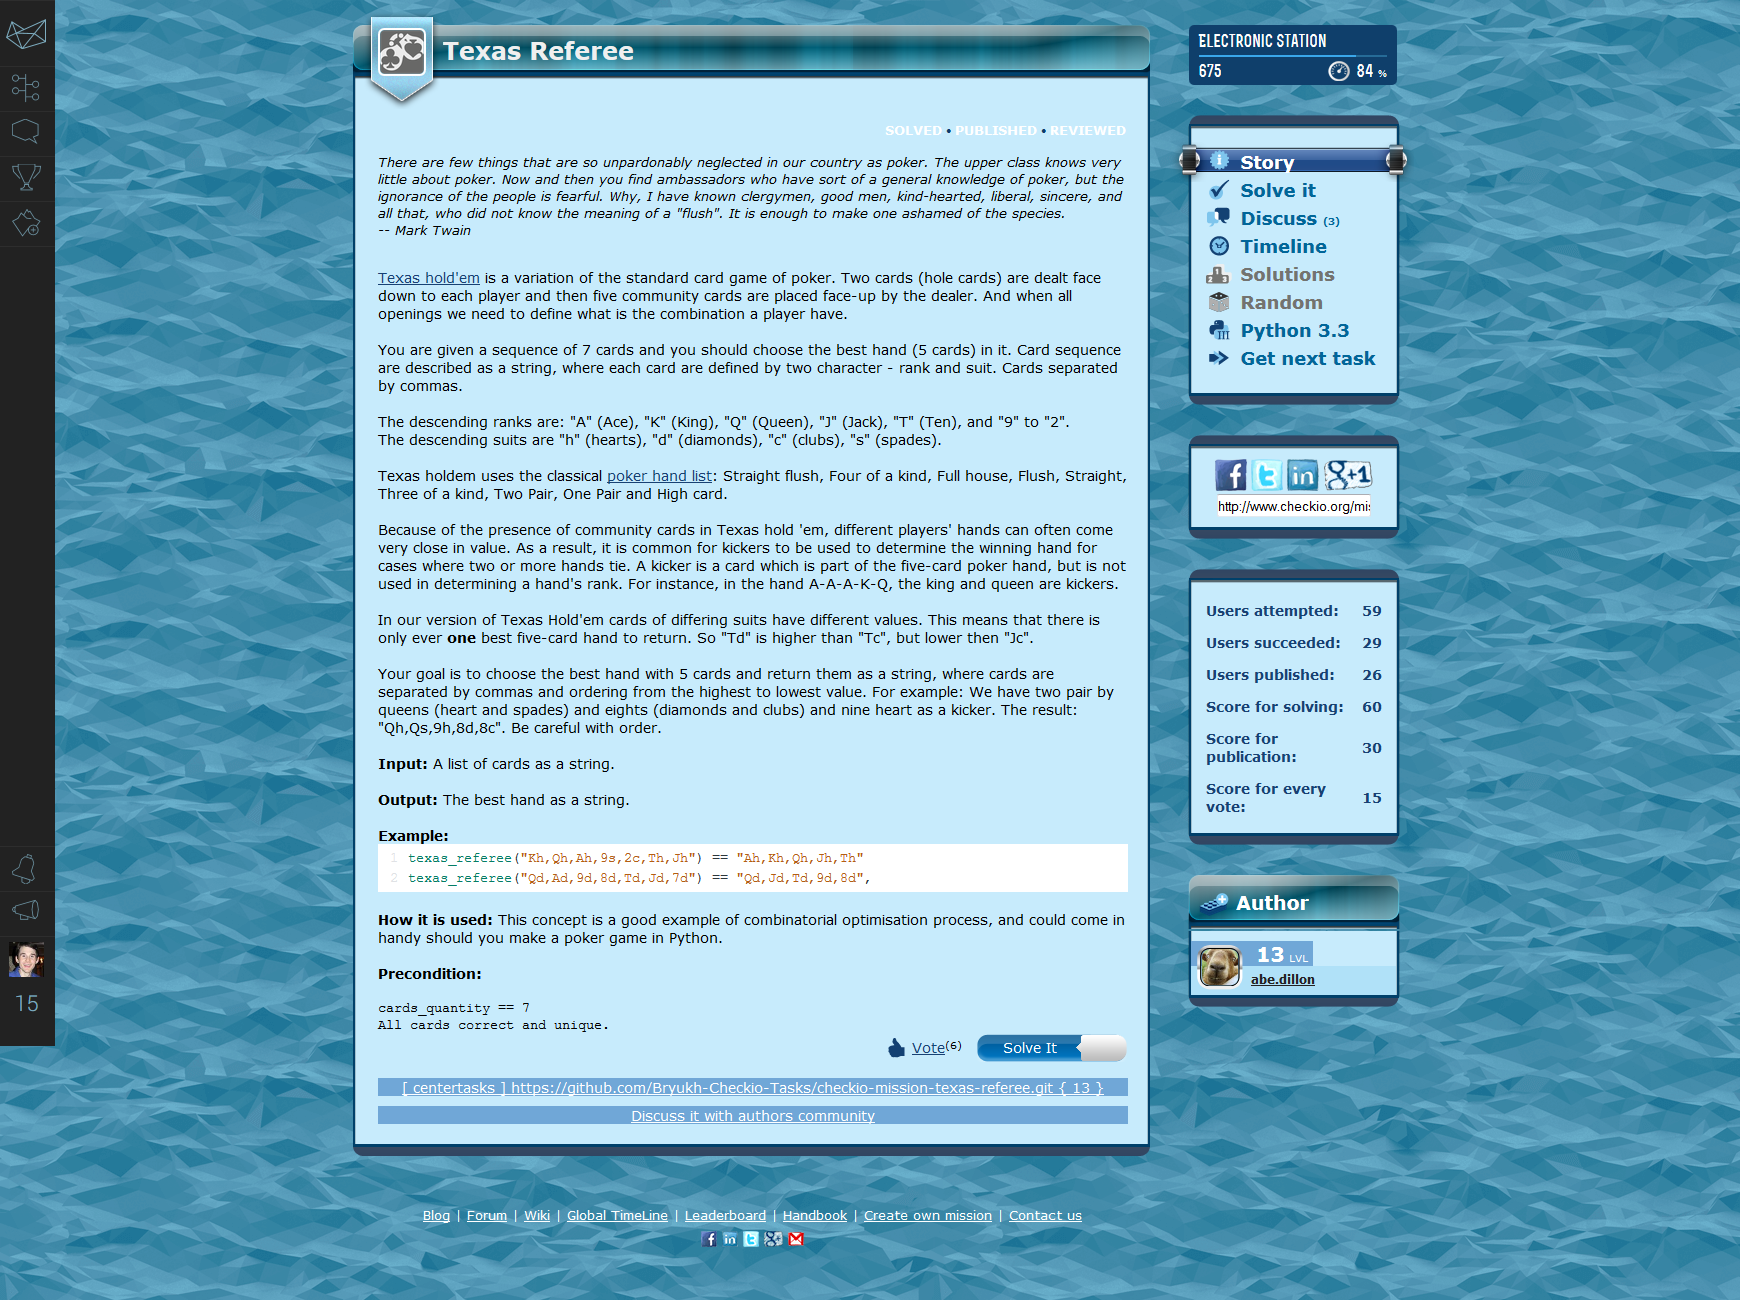 Texas Referee
SOLVED • PUBLISHED • REVIEWED
There are few things that are so unpardonably neglected in our country as poker. The upper class knows very
little about poker. Now and then you find ambassadors who have sort of a general knowledge of poker, but the
ignorance of the people is fearful. Why, I have known clergymen, good men, kind-hearted, liberal, sincere, and
all that, who did not know the meaning of a "flush". It is enough to make one ashamed of the species.
-- Mark Twain
Texas hold'em is a variation of the standard card game of poker. Two cards (hole cards) are dealt face
down to each player and then five community cards are placed face-up by the dealer. And when all
openings we need to define what is the combination a player have.
You are given a sequence of 7 cards and you should choose the best hand (5 cards) in it. Card sequence
are described as a string, where each card are defined by two character - rank and suit. Cards separated
by commas.
The descending ranks are: "A" (Ace), "K" (King), "Q" (Queen), "J" (Jack), "T" (Ten), and "9" to "2".
The descending suits are "h" (hearts), "d" (diamonds), "c" (clubs), "s" (spades).
Texas holdem uses the classical poker hand list: Straight flush, Four of a kind, Full house, Flush, Straight,
Three of a kind, Two Pair, One Pair and High card.
Because of the presence of community cards in Texas hold 'em, different players' hands can often come
very close in value. As a result, it is common for kickers to be used to determine the winning hand for
cases where two or more hands tie. A kicker is a card which is part of the five-card poker hand, but is not
used in determining a hand's rank. For instance, in the hand A-A-A-K-Q, the king and queen are kickers.
In our version of Texas Hold'em cards of differing suits have different values. This means that there is
only ever one best five-card hand to return. So "Td" is higher than "Tc", but lower then "Jc".
Your goal is to choose the best hand with 5 cards and return them as a string, where cards are
separated by commas and ordering from the highest to lowest value. For example: We have two pair by
queens (heart and spades) and eights (diamonds and clubs) and nine heart as a kicker. The result:
"Qh,Qs,9h,8d,8c". Be careful with order.
Input: A list of cards as a string.
Output: The best hand as a string.
Example:
1 texas_referee("Kh,Qh,Ah,9s,2c,Th,Jh") == "Ah,Kh,Qh,Jh,Th"
2 texas_referee("Qd,Ad,9d,8d,Td,Jd,7d") == "Qd,Jd,Td,9d,8d",
How it is used: This concept is a good example of combinatorial optimisation process, and could come in
handy should you make a poker game in Python.
Precondition:
cards_quantity == 7
All cards correct and unique.
Vote(6)
Solve It
[ centertasks ] https://github.com/Bryukh-Checkio-Tasks/checkio-mission-texas-referee.git { 13 }
Discuss it with authors community
ELECTRONIC STATION
675 84 %
Story
Solve it
Discuss (3)
Timeline
Solutions
Random
Python 3.3
Get next task
f t in g+1
http://www.checkio.org/mis
Users attempted: 59
Users succeeded: 29
Users published: 26
Score for solving: 60
Score for
publication: 30
Score for every
vote: 15
Author
13 LVL
abe.dillon
15
Blog | Forum | Wiki | Global TimeLine | Leaderboard | Handbook | Create own mission | Contact us